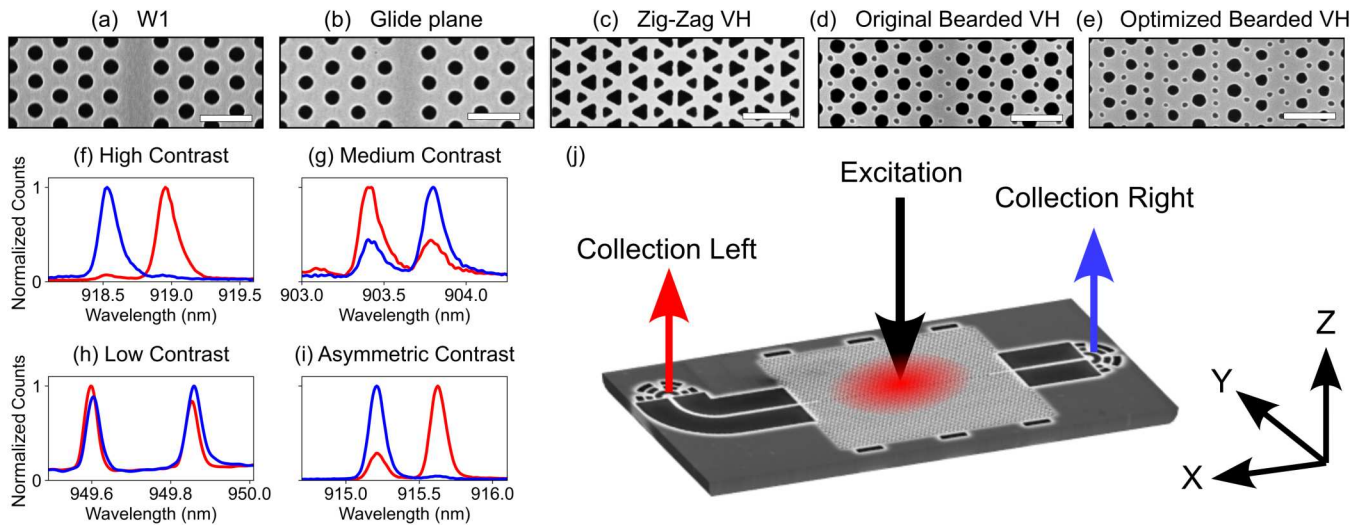 (a) W1
(b) Glide plane
(c) Zig-Zag VH
(d) Original Bearded VH
(e) Optimized Bearded VH
(f) High Contrast
Normalized Counts
1
0
918.5 919.0 919.5
Wavelength (nm)
(g) Medium Contrast
903.0 903.5 904.0
Wavelength (nm)
(h) Low Contrast
Normalized Counts
1
0
949.6 949.8 950.0
Wavelength (nm)
(i) Asymmetric Contrast
915.0 915.5 916.0
Wavelength (nm)
(j)
Excitation
Collection Left
Collection Right
Z
Y
X